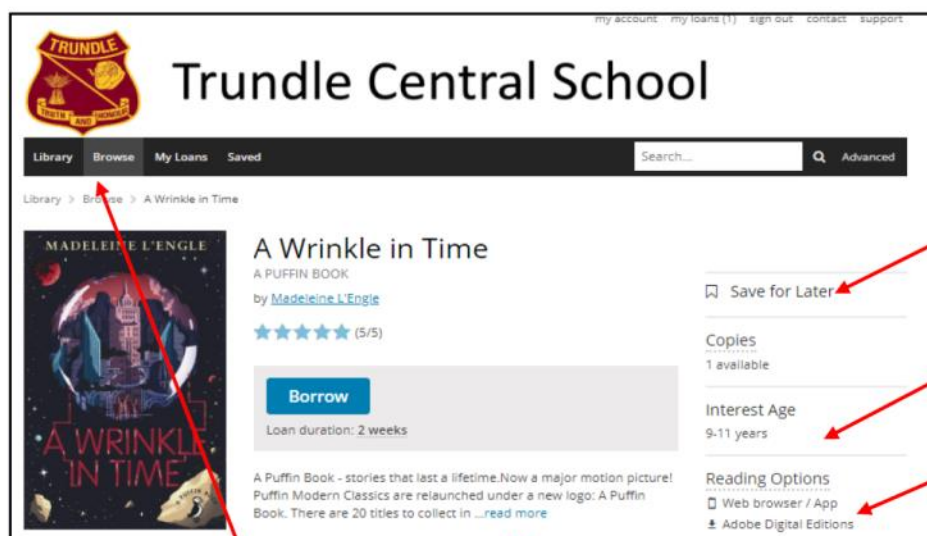 my account my loans (1) sign out contact support
TRUNDLE
TRUTH AND HONOUR
Trundle Central School
Library Browse My Loans Saved Search... Advanced
Library > Browse > A Wrinkle in Time
MADELEINE L'ENGLE
A WRINKLE
IN TIME
A Wrinkle in Time
A PUFFIN BOOK
by Madeleine L'Engle
(5/5)
Borrow
Loan duration: 2 weeks
A Puffin Book - stories that last a lifetime.Now a major motion picture!
Puffin Modern Classics are relaunched under a new logo: A Puffin
Book. There are 20 titles to collect in ...read more
Save for Later
Copies
1 available
Interest Age
9-11 years
Reading Options
Web browser / App
Adobe Digital Editions